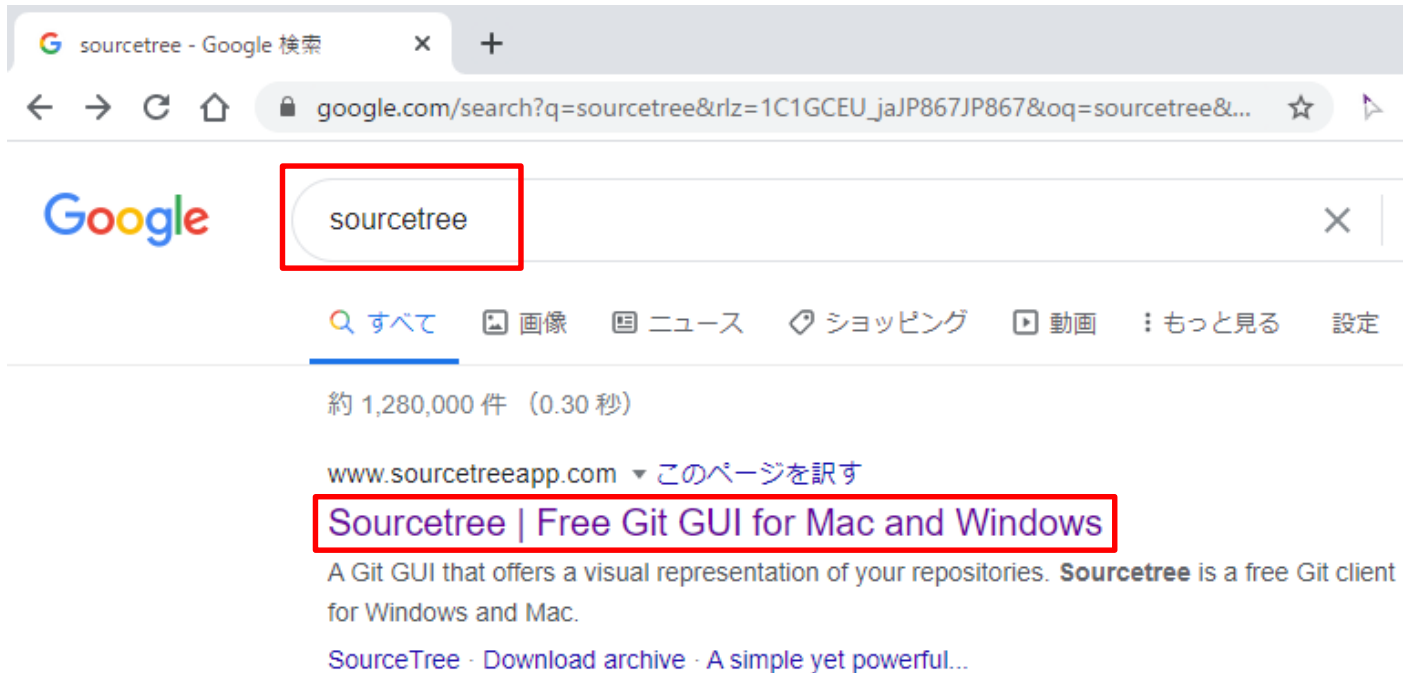 sourcetree - Google 検索
google.com/search?q=sourcetree&rlz=1C1GCEU_jaJP867JP867&oq=sourcetree&...
Google
sourcetree
すべて 画像 ニュース ショッピング 動画 もっと見る 設定
約 1,280,000 件 （0.30 秒）
www.sourcetreeapp.com ▼ このページを訳す
Sourcetree | Free Git GUI for Mac and Windows
A Git GUI that offers a visual representation of your repositories. Sourcetree is a free Git client
for Windows and Mac.
SourceTree · Download archive · A simple yet powerful...